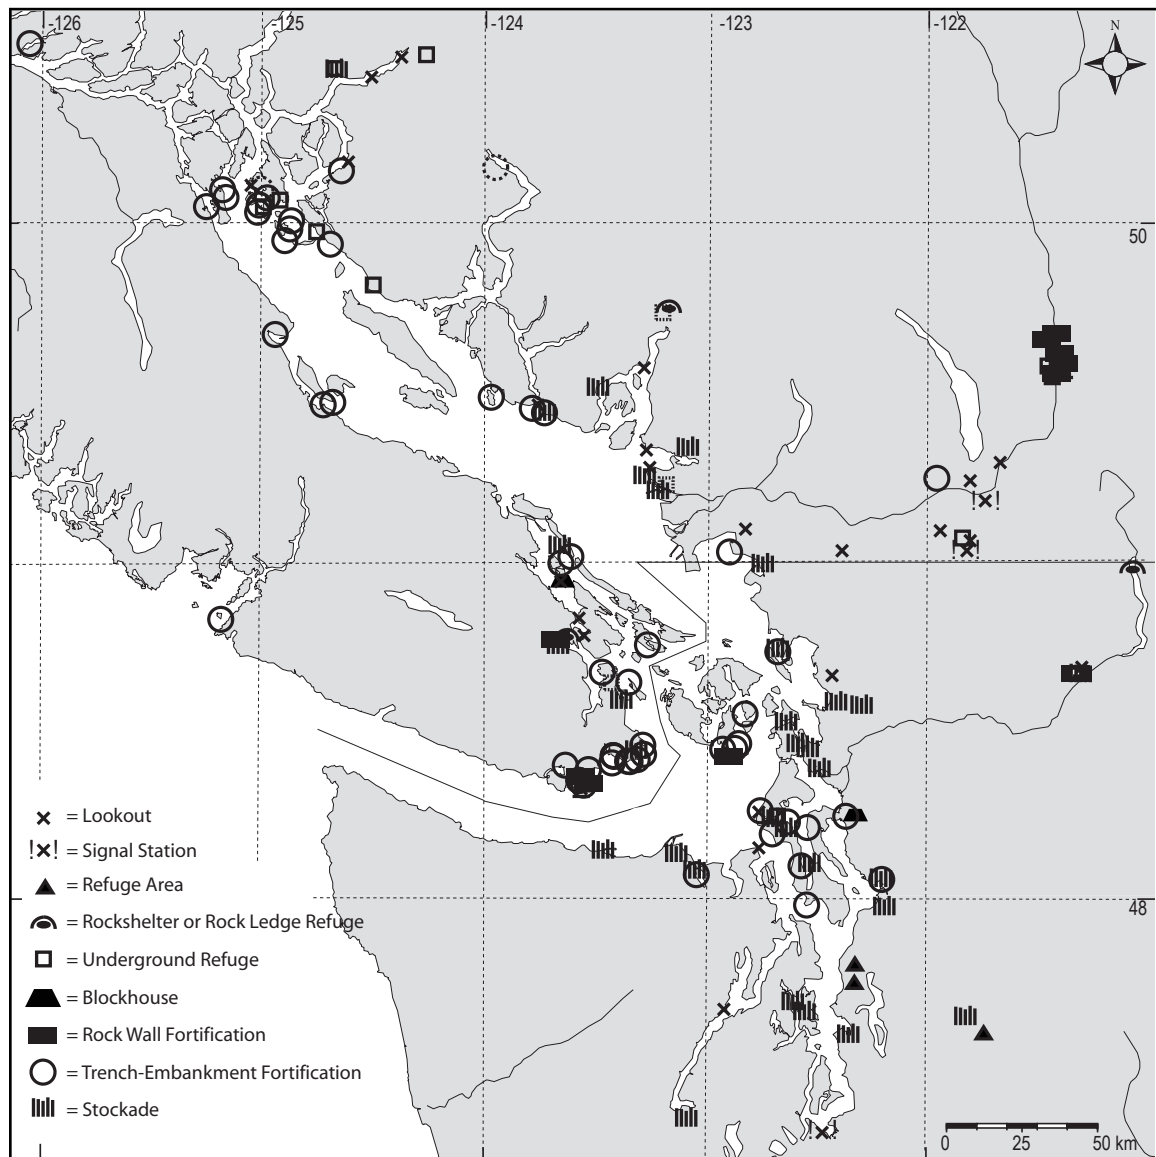 -126 -125 -124 -123 -122
N
50
! !
= Lookout
! ! = Signal Station
= Refuge Area
= Rockshelter or Rock Ledge Refuge
48
= Underground Refuge
= Blockhouse
= Rock Wall Fortification
= Trench-Embankment Fortification
= Stockade
! !
0 25 50 km